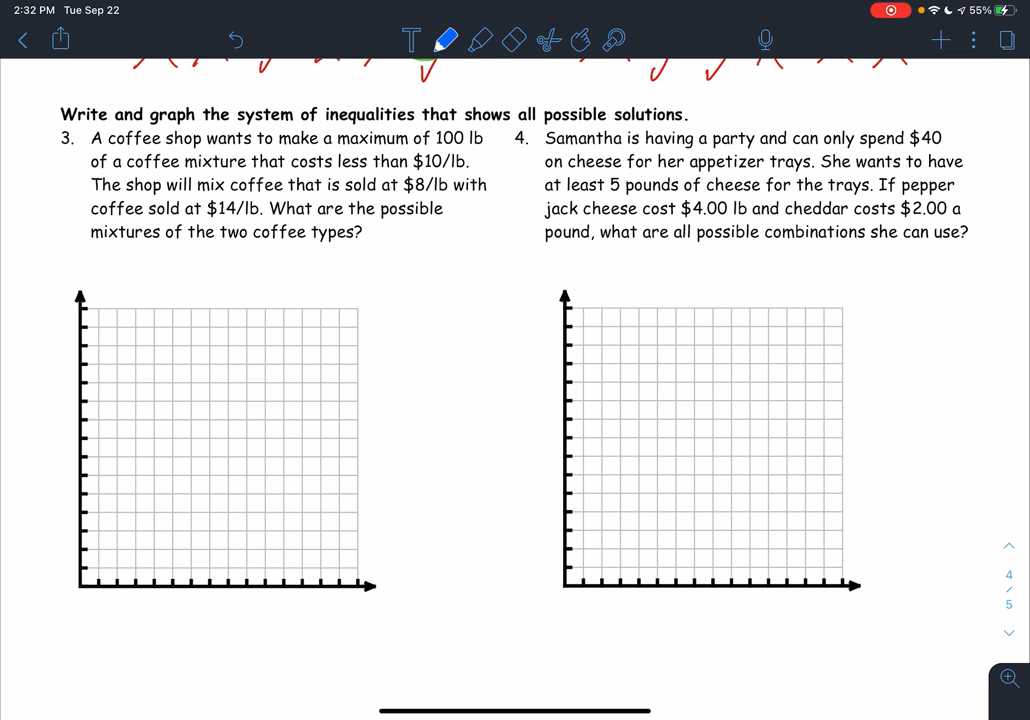 2:32 PM Tue Sep 22
55%
T
Write and graph the system of inequalities that shows all possible solutions.
3. A coffee shop wants to make a maximum of 100 lb
of a coffee mixture that costs less than $10/lb.
The shop will mix coffee that is sold at $8/lb with
coffee sold at $14/lb. What are the possible
mixtures of the two coffee types?
4. Samantha is having a party and can only spend $40
on cheese for her appetizer trays. She wants to have
at least 5 pounds of cheese for the trays. If pepper
jack cheese cost $4.00 lb and cheddar costs $2.00 a
pound, what are all possible combinations she can use?
4
/
5